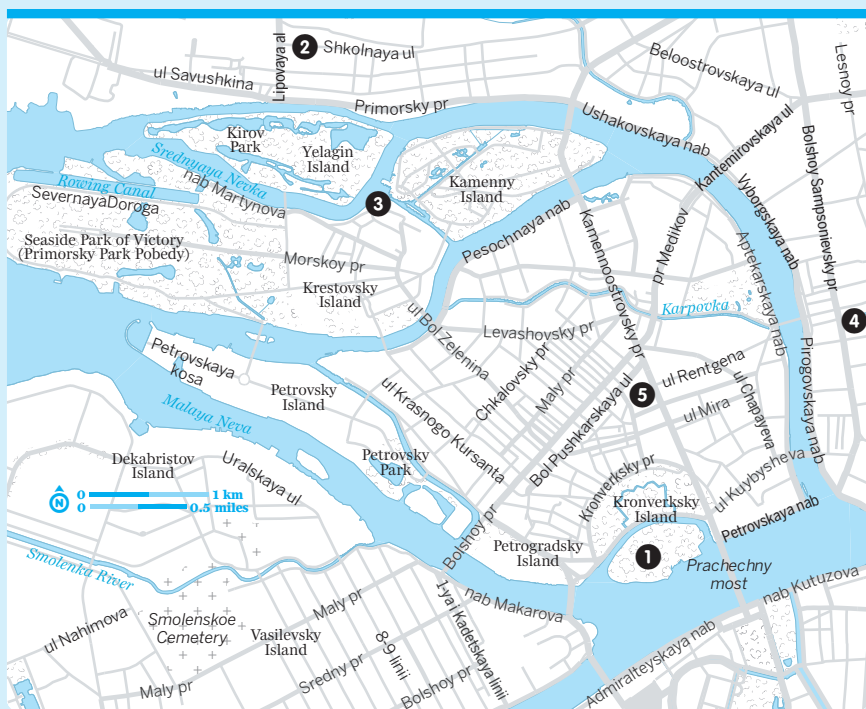 2
Shkolnaya ul
Beloostrovskaya ul
Lesnoy pr
ul Savushkina
Lipovaya al
Primorsky pr
Ushakovskaya nab
Kantemirovskaya ul
Bolshoy Sampsonievsky pr
Kirov
Park
Yelagin
Island
Srednyaya Nevka
Kamenny
Island
Vyborgskaya nab
Rowing Canal
nab Martynova
3
SevernayaDoroga
Pesochnaya nab
Kamennoostrovsky pr
pr Medikov
Aptekarskaya nab
Seaside Park of Victory
(Primorsky Park Pobedy)
Morskoy pr
Krestovsky
Island
Karpovka
4
ul Bol Zelenina
Levashovsky pr
Chkalovsky pr
Maly pr
Petrovskaya
kosa
Petrovsky
Island
ul Krasnogo Kursanta
Bol Pushkarskaya ul
5
ul Rentgena
ul Mira
ul Chapayeva
Pirogovskaya nab
Malaya Neva
Petrovsky
Park
Dekabristov
Island
Uralskaya ul
Kronverksky pr
ul Kuybysheva
N
0
1 km
0
0.5 miles
Kronverksky
Island
Petrovskaya nab
Bolshoy pr
Petrogradsky
Island
1
Prachechny
most
Smolenka River
nab Makarova
nab Kutuzova
ul Nahimova
Smolenskoe
Cemetery
Maly pr
Vasilevsky
Island
8-9 linii
1-ya i Kadetskaya linii
Sredny pr
Maly pr
Bolshoy pr
Admiralteyskaya nab